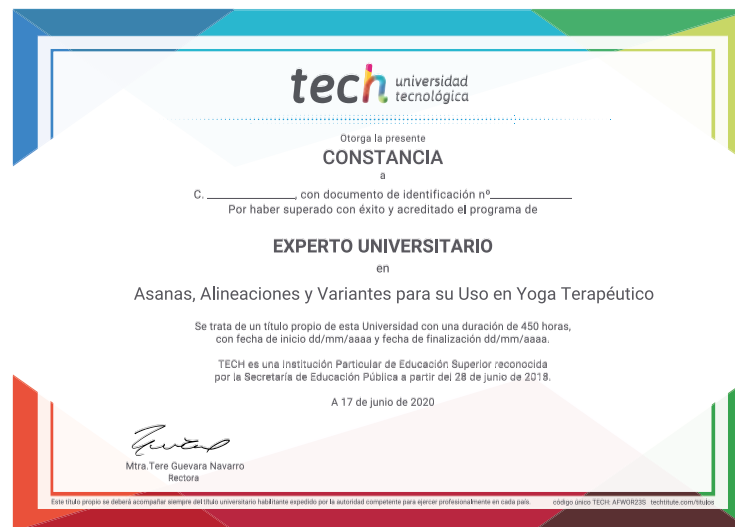 tech universidad
tecnológica
Otorga la presente
CONSTANCIA
a
C. ______________, con documento de identificación nº______________
Por haber superado con éxito y acreditado el programa de
EXPERTO UNIVERSITARIO
en
Asanas, Alineaciones y Variantes para su Uso en Yoga Terapéutico
Se trata de un título propio de esta Universidad con una duración de 450 horas,
con fecha de inicio dd/mm/aaaa y fecha de finalización dd/mm/aaaa.
TECH es una Institución Particular de Educación Superior reconocida
por la Secretaría de Educación Pública a partir del 28 de junio de 2018.
A 17 de junio de 2020
Mtra.Tere Guevara Navarro
Rectora
Este título propio se deberá acompañar siempre del título universitario habilitante expedido por la autoridad competente para ejercer profesionalmente en cada país. código único TECH: AFWOR23S techtitute.com/títulos